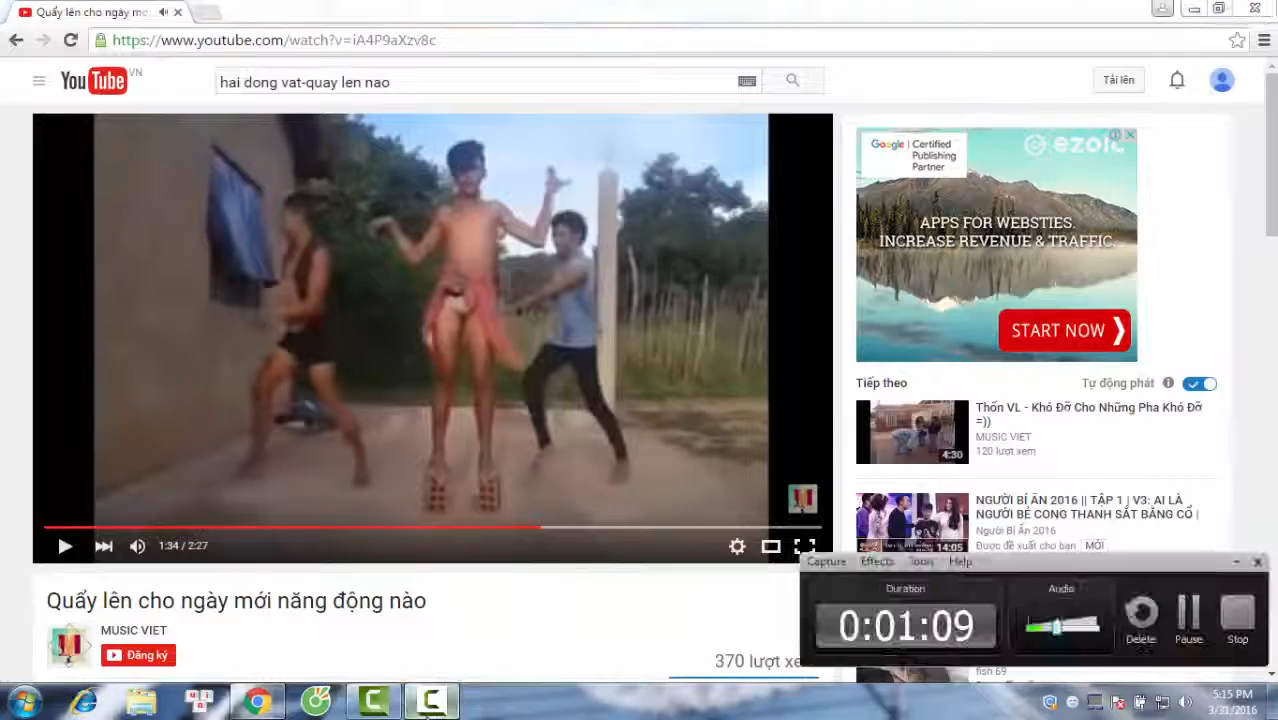 Quẩy lên cho ngày mớ
https://www.youtube.com/watch?v=iA4P9aXzv8c
YouTube VN
hai dong vat-quay len nao
Tải lên
Google | Certified
Publishing
Partner
ezoic
APPS FOR WEBSTIES.
INCREASE REVENUE & TRAFFIC...
START NOW
Tiếp theo
Tự động phát
Thốn VL - Khó Đỡ Cho Những Pha Khó Đỡ
=))
MUSIC VIET
120 lượt xem
4:30
NGƯỜI BÍ ẨN 2016 || TẬP 1 | V3: AI LÀ
NGƯỜI BẺ CONG THANH SẮT BẰNG CỔ |
Người Bí Ẩn 2016
Được đề xuất cho bạn MỚI
14:05
1:34 / 2:27
Capture Effects Tools Help
Duration
Audio
0:01:09
Delete
Pause
Stop
Quẩy lên cho ngày mới năng động nào
MUSIC VIET
Đăng ký
370 lượt xe
fish 69
5:15 PM
3/31/2016